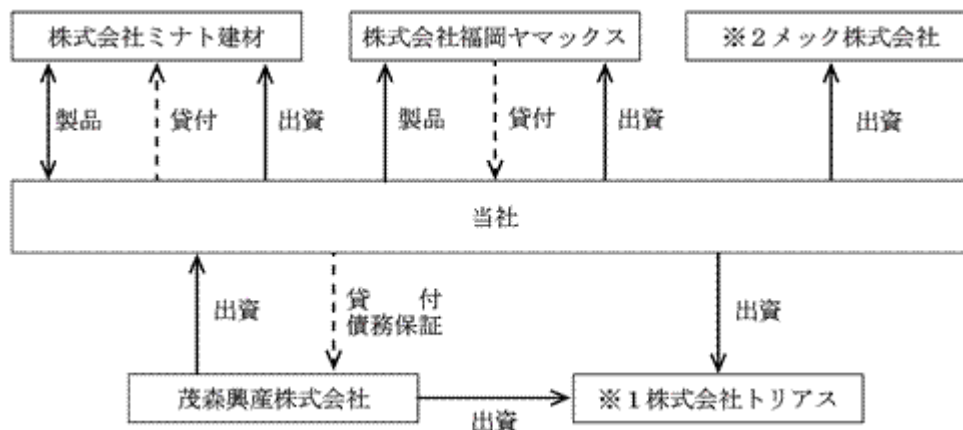 株式会社ミナト建材
株式会社福岡ヤマックス
※2メック株式会社
製品
貸付
出資
製品
貸付
出資
出資
当社
出資
貸　　付
債務保証
出資
茂森興産株式会社
出資
※1株式会社トリアス